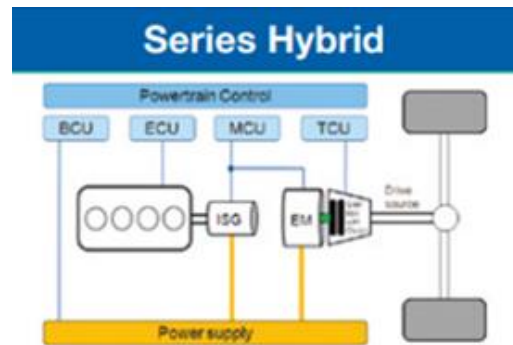 Series Hybrid
Powertrain Control
BCU
ECU
MCU
TCU
Drive
source
ISG
EM
Power supply